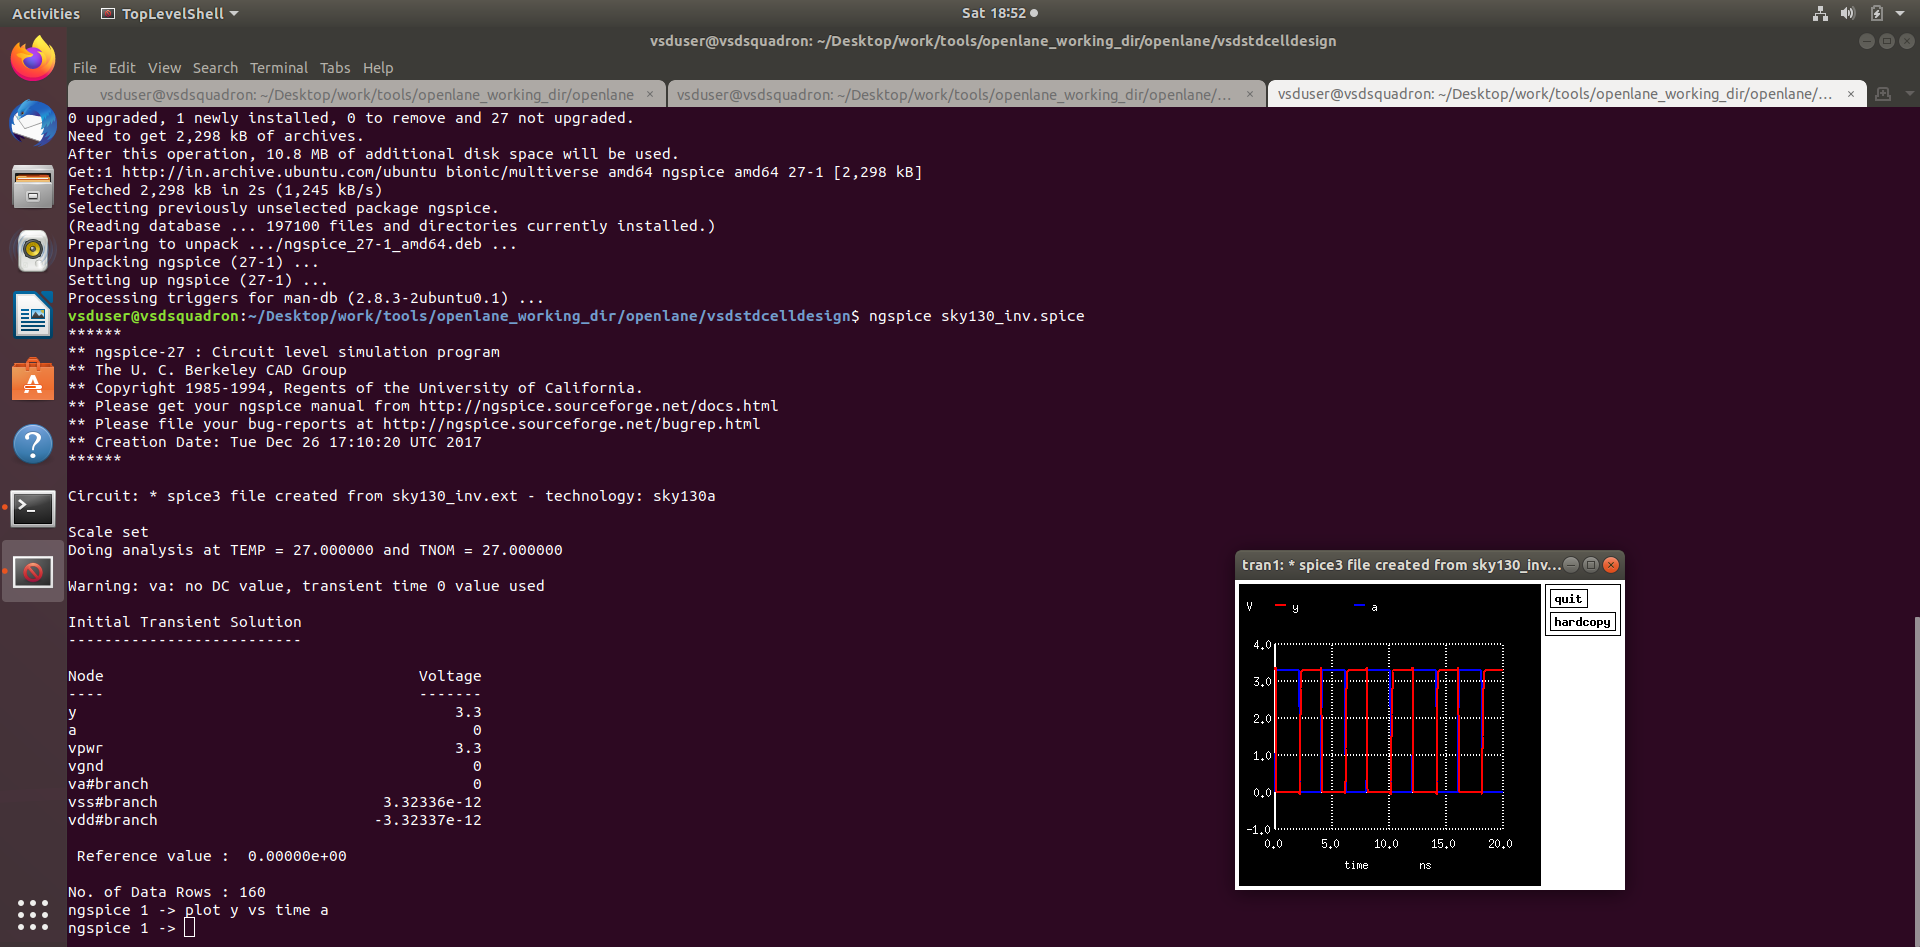 Activities TopLevelShell Sat 18:52
vsduser@vsdsquadron: ~/Desktop/work/tools/openlane_working_dir/openlane/vsdstdcelldesign
File Edit View Search Terminal Tabs Help
vsduser@vsdsquadron: ~/Desktop/work/tools/openlane_working_dir/openlane × vsduser@vsdsquadron: ~/Desktop/work/tools/openlane_working_dir/openlane/... × vsduser@vsdsquadron: ~/Desktop/work/tools/openlane_working_dir/openlane/... ×
0 upgraded, 1 newly installed, 0 to remove and 27 not upgraded.
Need to get 2,298 kB of archives.
After this operation, 10.8 MB of additional disk space will be used.
Get:1 http://in.archive.ubuntu.com/ubuntu bionic/multiverse amd64 ngspice amd64 27-1 [2,298 kB]
Fetched 2,298 kB in 2s (1,245 kB/s)
Selecting previously unselected package ngspice.
(Reading database ... 197100 files and directories currently installed.)
Preparing to unpack .../ngspice_27-1_amd64.deb ...
Unpacking ngspice (27-1) ...
Setting up ngspice (27-1) ...
Processing triggers for man-db (2.8.3-2ubuntu0.1) ...
vsduser@vsdsquadron:~/Desktop/work/tools/openlane_working_dir/openlane/vsdstdcelldesign$ ngspice sky130_inv.spice
******
** ngspice-27 : Circuit level simulation program
** The U. C. Berkeley CAD Group
** Copyright 1985-1994, Regents of the University of California.
** Please get your ngspice manual from http://ngspice.sourceforge.net/docs.html
** Please file your bug-reports at http://ngspice.sourceforge.net/bugrep.html
** Creation Date: Tue Dec 26 17:10:20 UTC 2017
******
Circuit: * spice3 file created from sky130_inv.ext - technology: sky130a
Scale set
Doing analysis at TEMP = 27.000000 and TNOM = 27.000000
Warning: va: no DC value, transient time 0 value used
Initial Transient Solution
--------------------------
Node Voltage
---- -------
y 3.3
a 0
vpwr 3.3
vgnd 0
va#branch 0
vss#branch 3.32336e-12
vdd#branch -3.32337e-12
Reference value : 0.00000e+00
No. of Data Rows : 160
ngspice 1 -> plot y vs time a
ngspice 1 ->
tran1: * spice3 file created from sky130_inv...
V y a
quit
hardcopy
4.0
3.0
2.0
1.0
0.0
-1.0
0.0 5.0 10.0 15.0 20.0
time ns